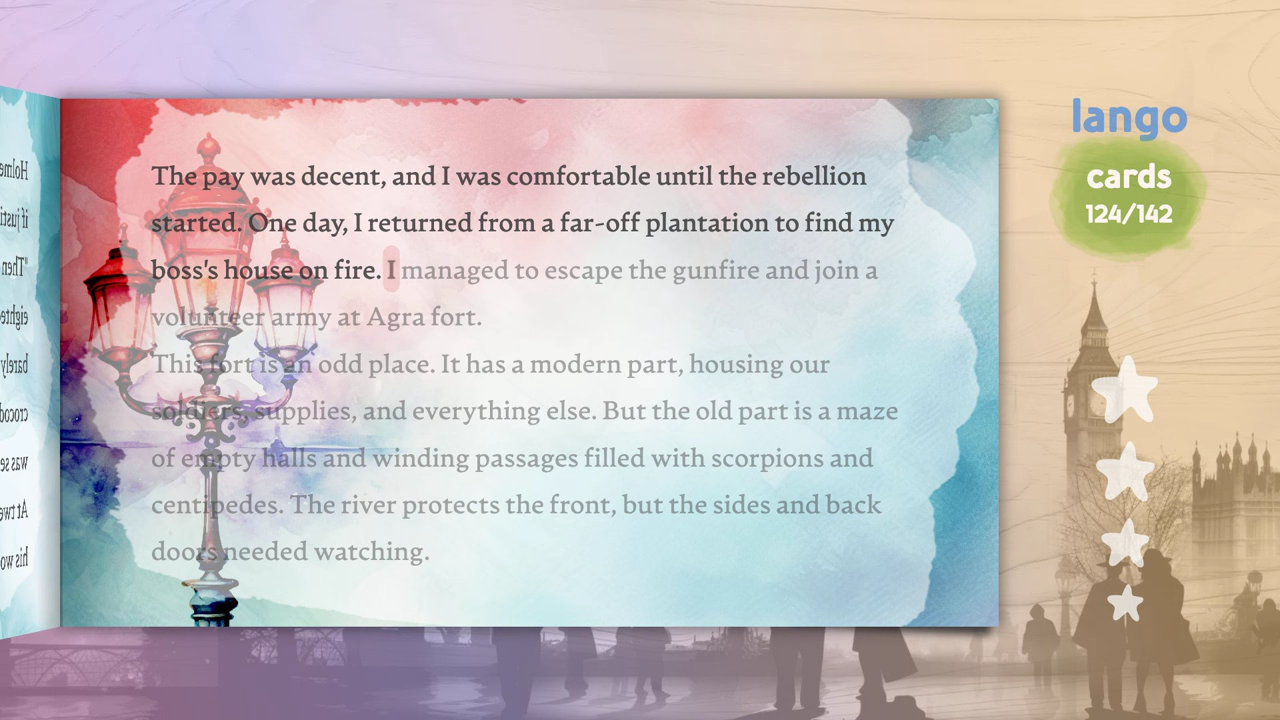 The pay was decent, and I was comfortable until the rebellion
started. One day, I returned from a far-off plantation to find my
boss's house on fire. I managed to escape the gunfire and join a
volunteer army at Agra fort.
This fort is an odd place. It has a modern part, housing our
soldiers, supplies, and everything else. But the old part is a maze
of empty halls and winding passages filled with scorpions and
centipedes. The river protects the front, but the sides and back
doors needed watching.
lango
cards
124/142